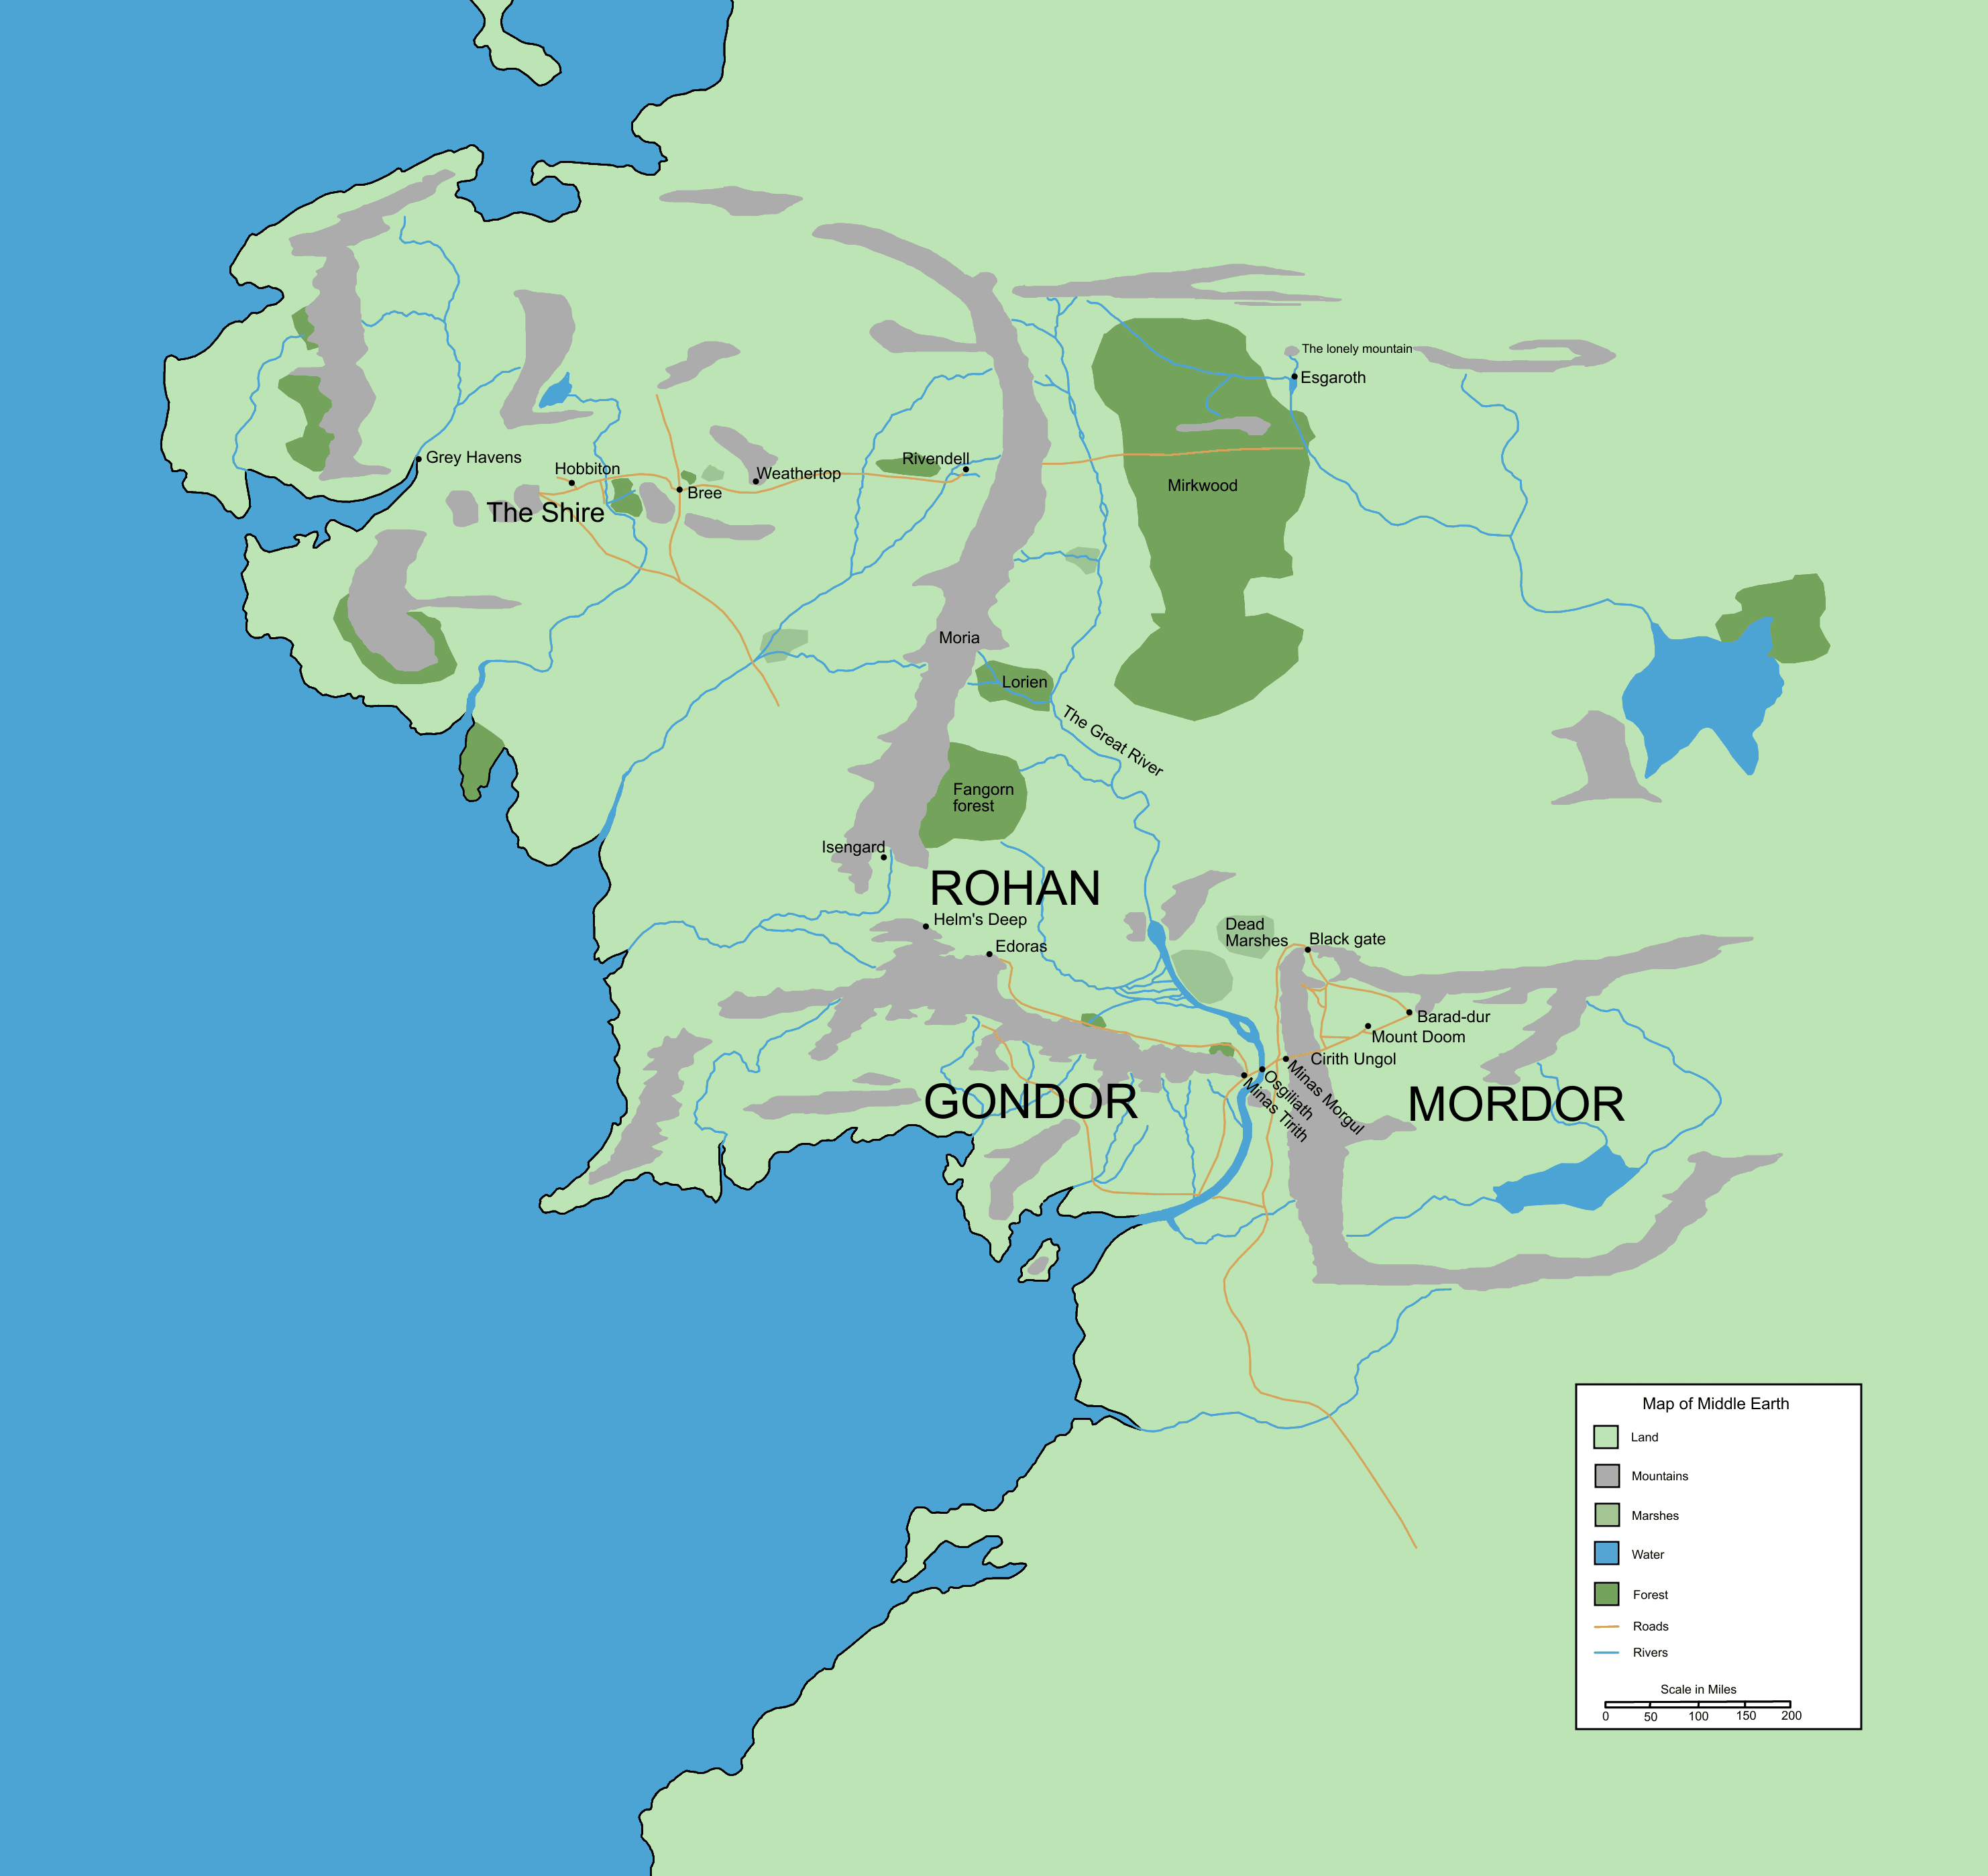 The lonely mountain
Esgaroth
Grey Havens
Hobbiton
Rivendell
Weathertop
Mirkwood
Bree
The Shire
Moria
Lorien
The Great River
Fangorn
forest
Isengard
ROHAN
Helm's Deep
Dead
Marshes
Black gate
Edoras
Barad-dur
Mount Doom
Cirith Ungol
Minas Morgul
Osgiliath
Minas Tirith
GONDOR
MORDOR
Map of Middle Earth
Land
Mountains
Marshes
Water
Forest
Roads
Rivers
Scale in Miles
0 50 100 150 200